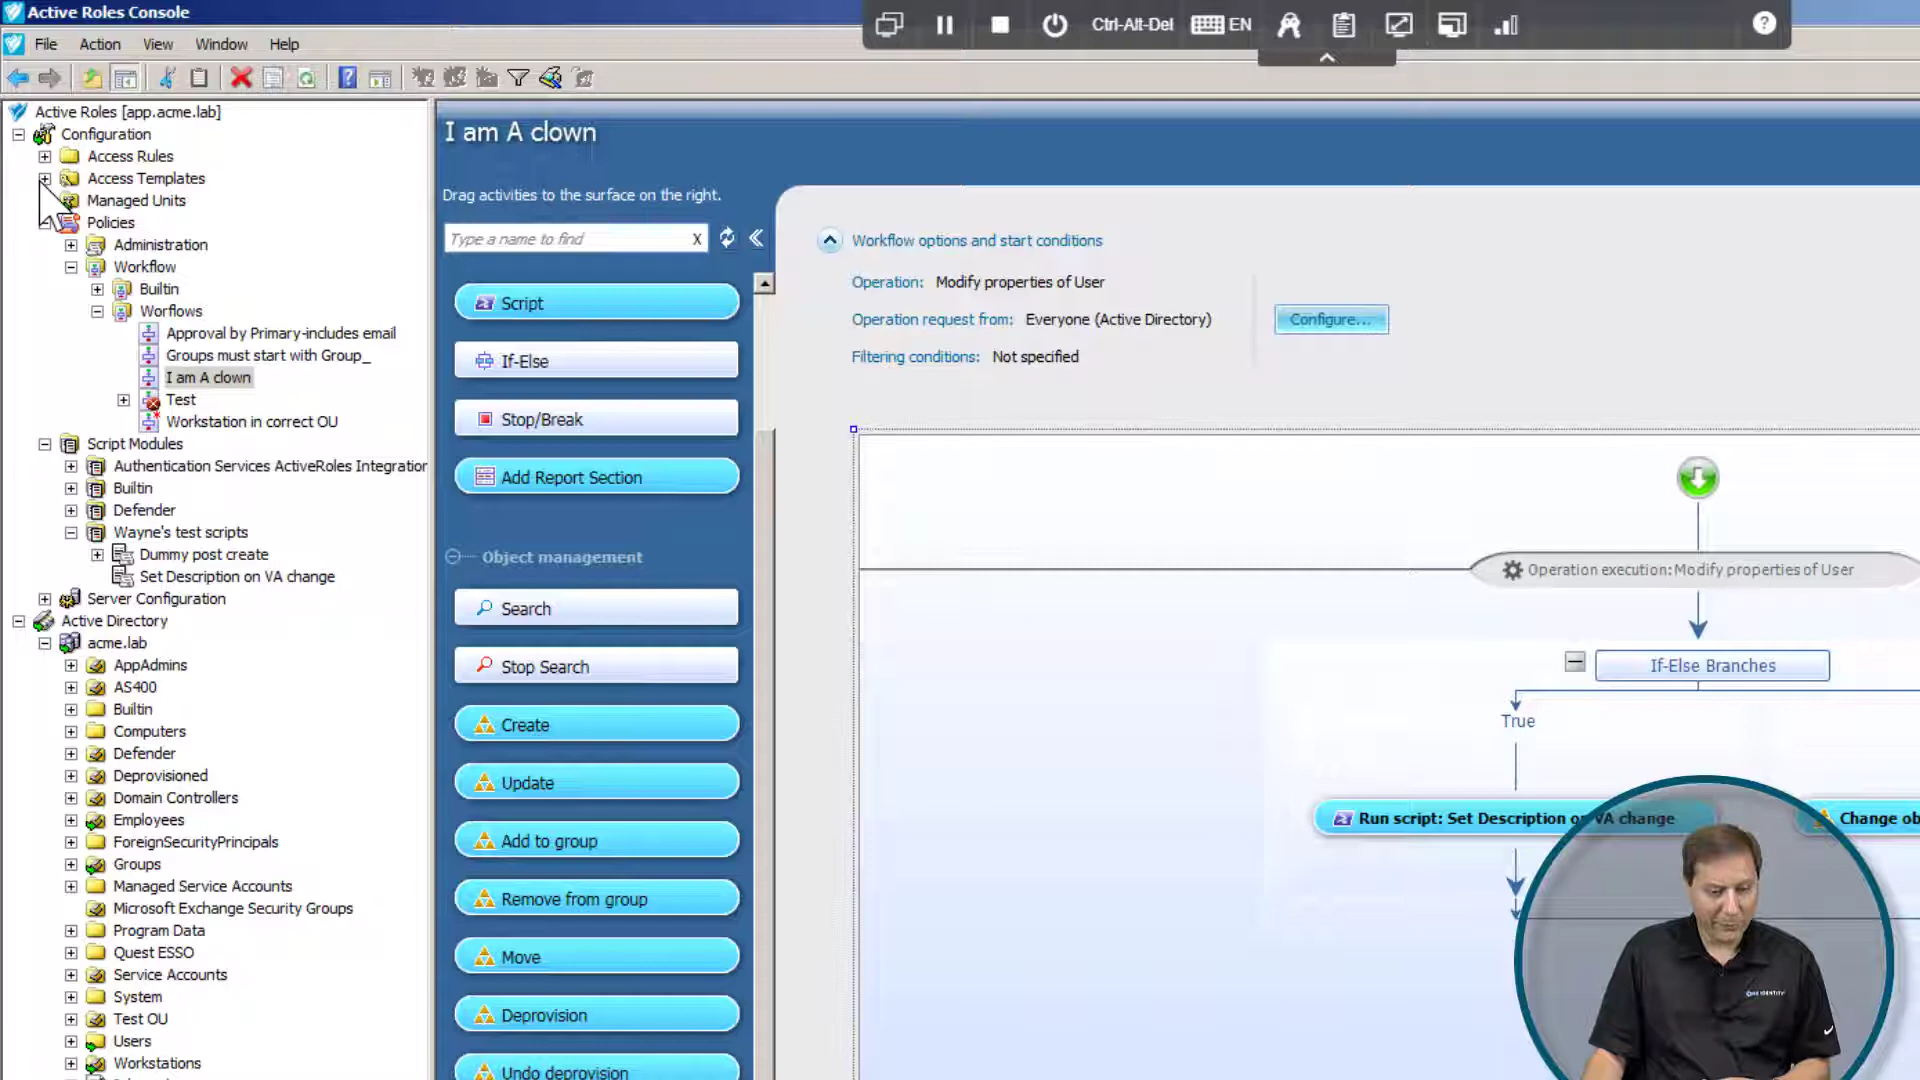 Active Roles Console
Ctrl-Alt-Del
EN
File Action View Window Help
Active Roles [app.acme.lab]
Configuration
Access Rules
Access Templates
Managed Units
Policies
Administration
Workflow
Builtin
Worflows
Approval by Primary-includes email
Groups must start with Group_
I am A clown
Test
Workstation in correct OU
Script Modules
Authentication Services ActiveRoles Integration
Builtin
Defender
Wayne's test scripts
Dummy post create
Set Description on VA change
Server Configuration
Active Directory
acme.lab
AppAdmins
AS400
Builtin
Computers
Defender
Deprovisioned
Domain Controllers
Employees
ForeignSecurityPrincipals
Groups
Managed Service Accounts
Microsoft Exchange Security Groups
Program Data
Quest ESSO
Service Accounts
System
Test OU
Users
Workstations
I am A clown
Drag activities to the surface on the right.
Type a name to find X
Script
If-Else
Stop/Break
Add Report Section
Object management
Search
Stop Search
Create
Update
Add to group
Remove from group
Move
Deprovision
Undo deprovision
Workflow options and start conditions
Operation: Modify properties of User
Operation request from: Everyone (Active Directory)
Configure...
Filtering conditions: Not specified
Operation execution: Modify properties of User
If-Else Branches
True
Run script: Set Description on VA change
Change ob